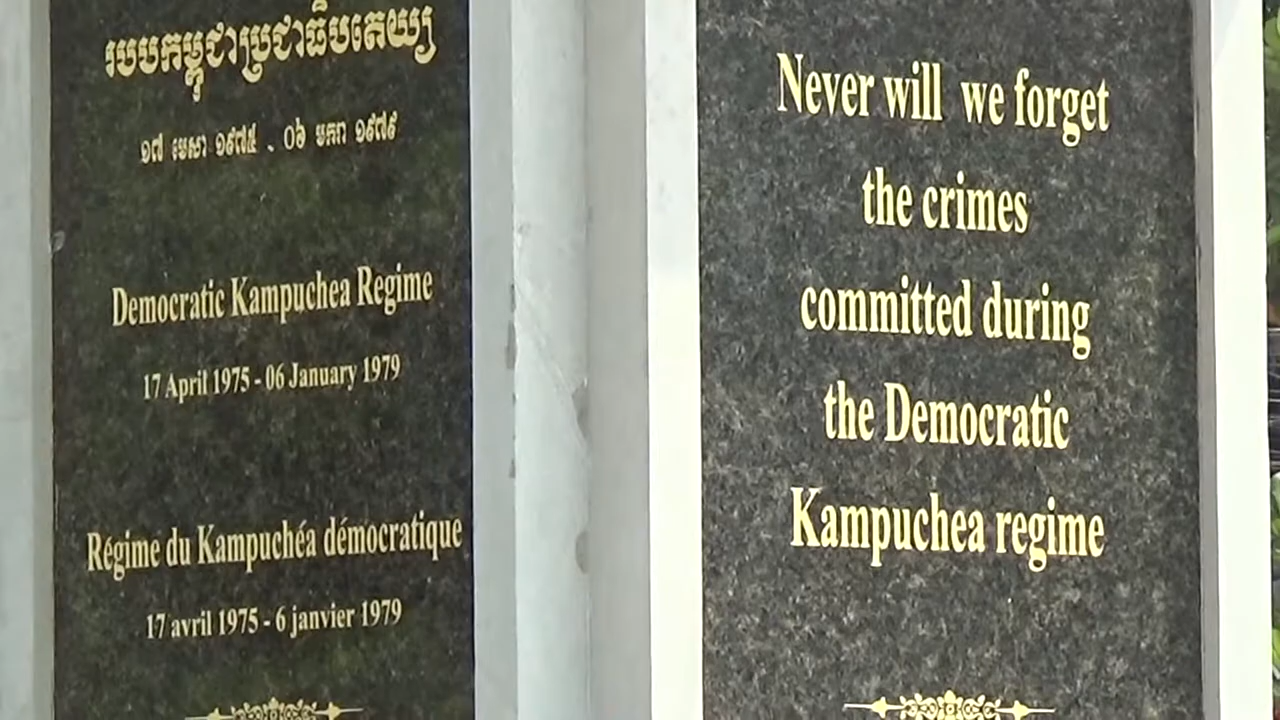 របបកម្ពុជាប្រជាធិបតេយ្យ
១៧ មេសា ១៩៧៥ - ០៦ មករា ១៩៧៩
Democratic Kampuchea Regime
17 April 1975 - 06 January 1979
Régime du Kampuchéa démocratique
17 avril 1975 - 6 janvier 1979
Never will we forget
the crimes
committed during
the Democratic
Kampuchea regime